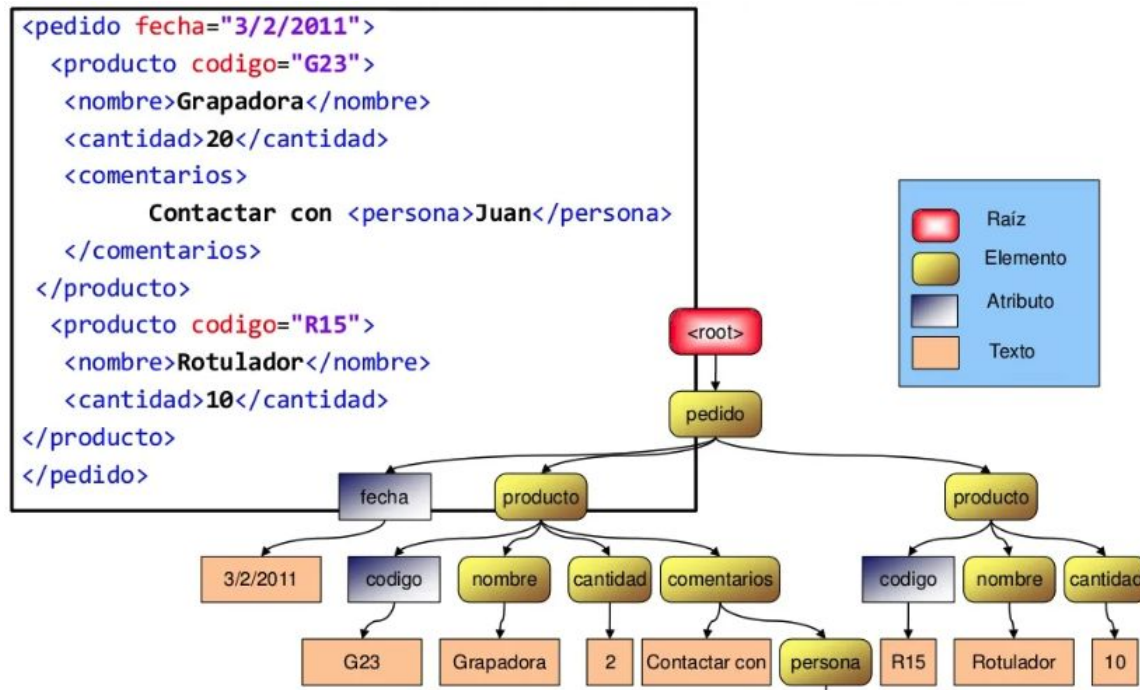 <pedido fecha="3/2/2011">
<producto codigo="G23">
<nombre>Grapadora</nombre>
<cantidad>20</cantidad>
<comentarios>
Contactar con <persona>Juan</persona>
</comentarios>
</producto>
<producto codigo="R15">
<nombre>Rotulador</nombre>
<cantidad>10</cantidad>
</producto>
</pedido>
Raíz
Elemento
Atributo
Texto
<root>
pedido
fecha producto producto
3/2/2011 codigo nombre cantidad comentarios codigo nombre cantidad
G23 Grapadora 2 Contactar con persona R15 Rotulador 10